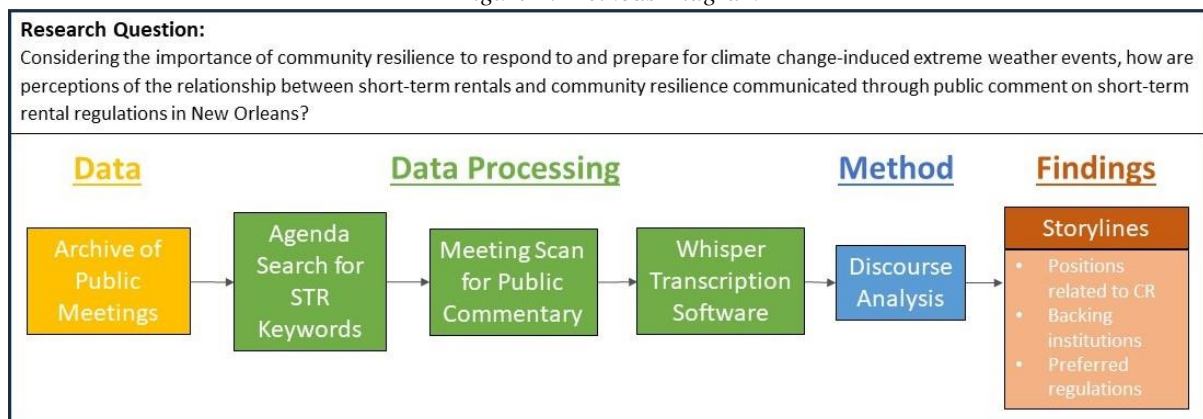 Research Question:
Considering the importance of community resilience to respond to and prepare for climate change-induced extreme weather events, how are
perceptions of the relationship between short-term rentals and community resilience communicated through public comment on short-term
rental regulations in New Orleans?
Data
Data Processing
Method
Findings
Archive of
Public
Meetings
Agenda
Search for
STR
Keywords
Meeting Scan
for Public
Commentary
Whisper
Transcription
Software
Discourse
Analysis
Storylines
• Positions
related to CR
• Backing
institutions
• Preferred
regulations